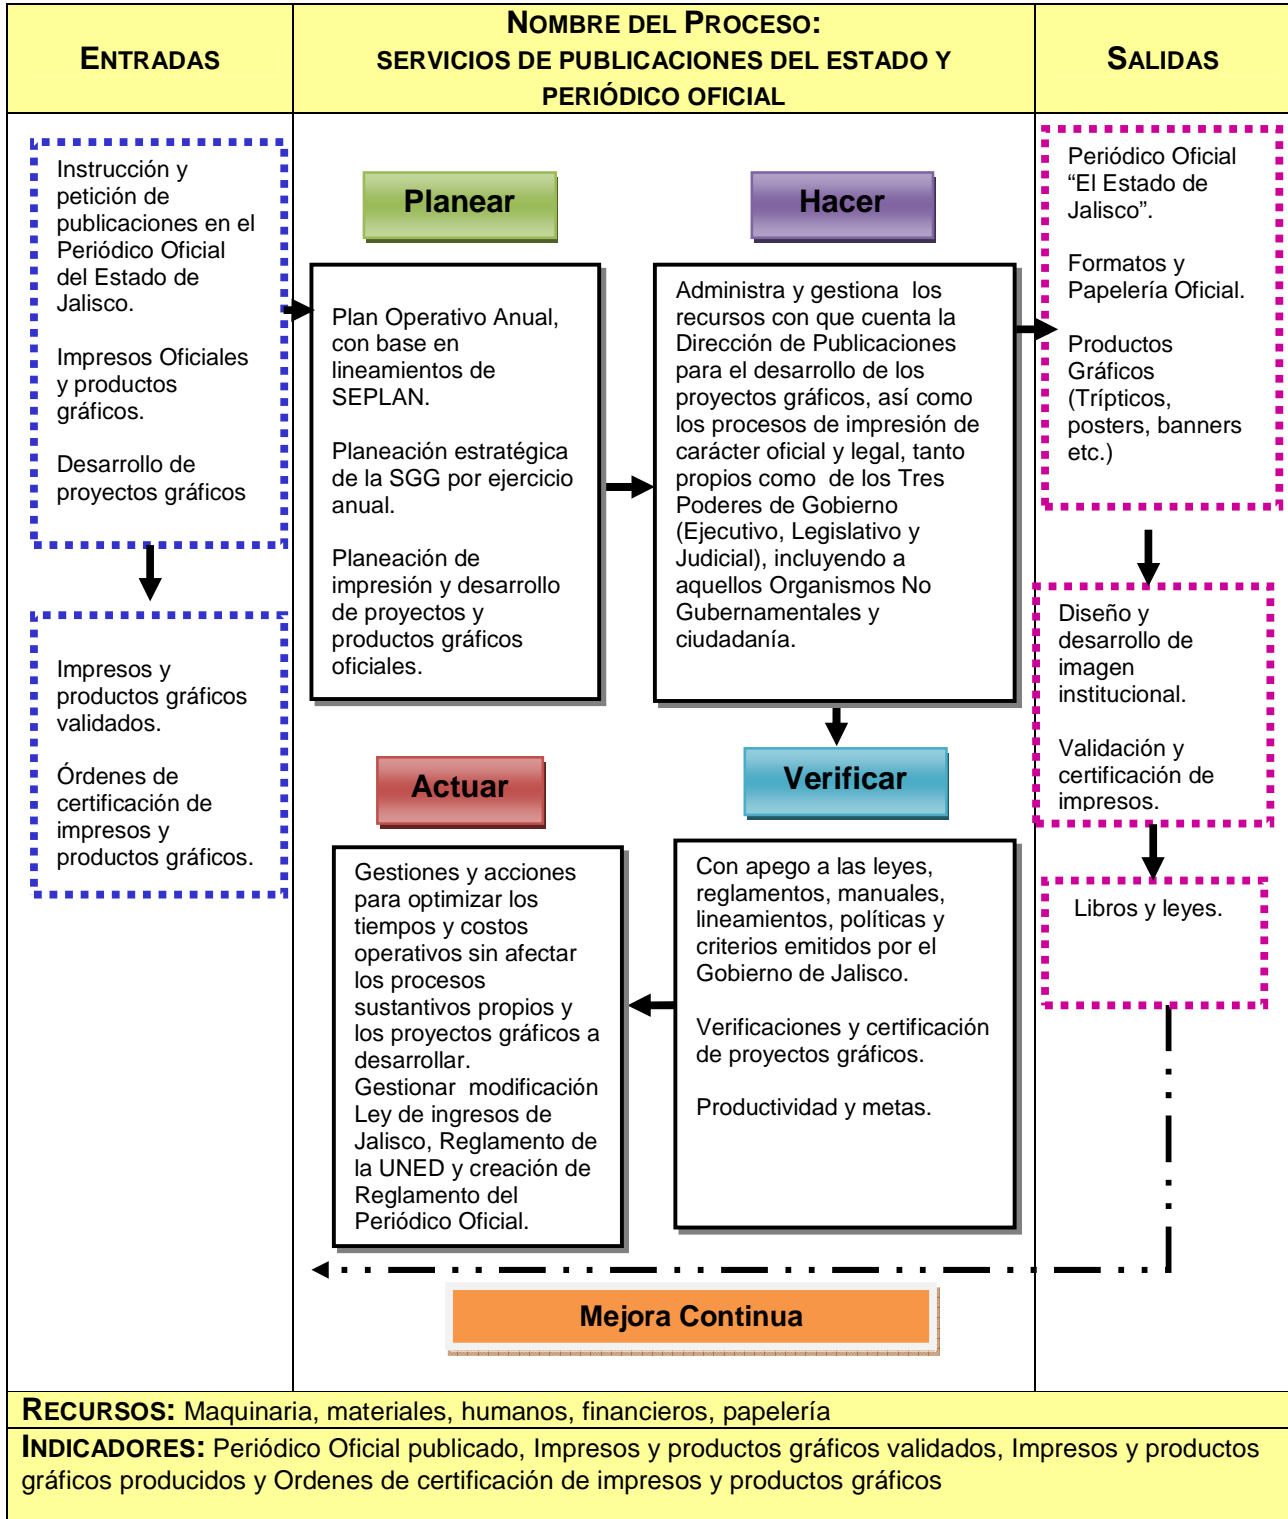 ENTRADAS
NOMBRE DEL PROCESO:
SERVICIOS DE PUBLICACIONES DEL ESTADO Y
PERIÓDICO OFICIAL
SALIDAS
Instrucción y
petición de
publicaciones en el
Periódico Oficial
del Estado de
Jalisco.
Impresos Oficiales
y productos
gráficos.
Desarrollo de
proyectos gráficos
Impresos y
productos gráficos
validados.
Órdenes de
certificación de
impresos y
productos gráficos.
Planear
Plan Operativo Anual,
con base en
lineamientos de
SEPLAN.
Planeación estratégica
de la SGG por ejercicio
anual.
Planeación de
impresión y desarrollo
de proyectos y
productos gráficos
oficiales.
Hacer
Administra y gestiona los
recursos con que cuenta la
Dirección de Publicaciones
para el desarrollo de los
proyectos gráficos, así como
los procesos de impresión de
carácter oficial y legal, tanto
propios como de los Tres
Poderes de Gobierno
(Ejecutivo, Legislativo y
Judicial), incluyendo a
aquellos Organismos No
Gubernamentales y
ciudadanía.
Verificar
Con apego a las leyes,
reglamentos, manuales,
lineamientos, políticas y
criterios emitidos por el
Gobierno de Jalisco.
Verificaciones y certificación
de proyectos gráficos.
Productividad y metas.
Actuar
Gestiones y acciones
para optimizar los
tiempos y costos
operativos sin afectar
los procesos
sustantivos propios y
los proyectos gráficos a
desarrollar.
Gestionar modificación
Ley de ingresos de
Jalisco, Reglamento de
la UNED y creación de
Reglamento del
Periódico Oficial.
Periódico Oficial
“El Estado de
Jalisco”.
Formatos y
Papelería Oficial.
Productos
Gráficos
(Trípticos,
posters, banners
etc.)
Diseño y
desarrollo de
imagen
institucional.
Validación y
certificación de
impresos.
Libros y leyes.
Mejora Continua
RECURSOS: Maquinaria, materiales, humanos, financieros, papelería
INDICADORES: Periódico Oficial publicado, Impresos y productos gráficos validados, Impresos y productos
gráficos producidos y Ordenes de certificación de impresos y productos gráficos